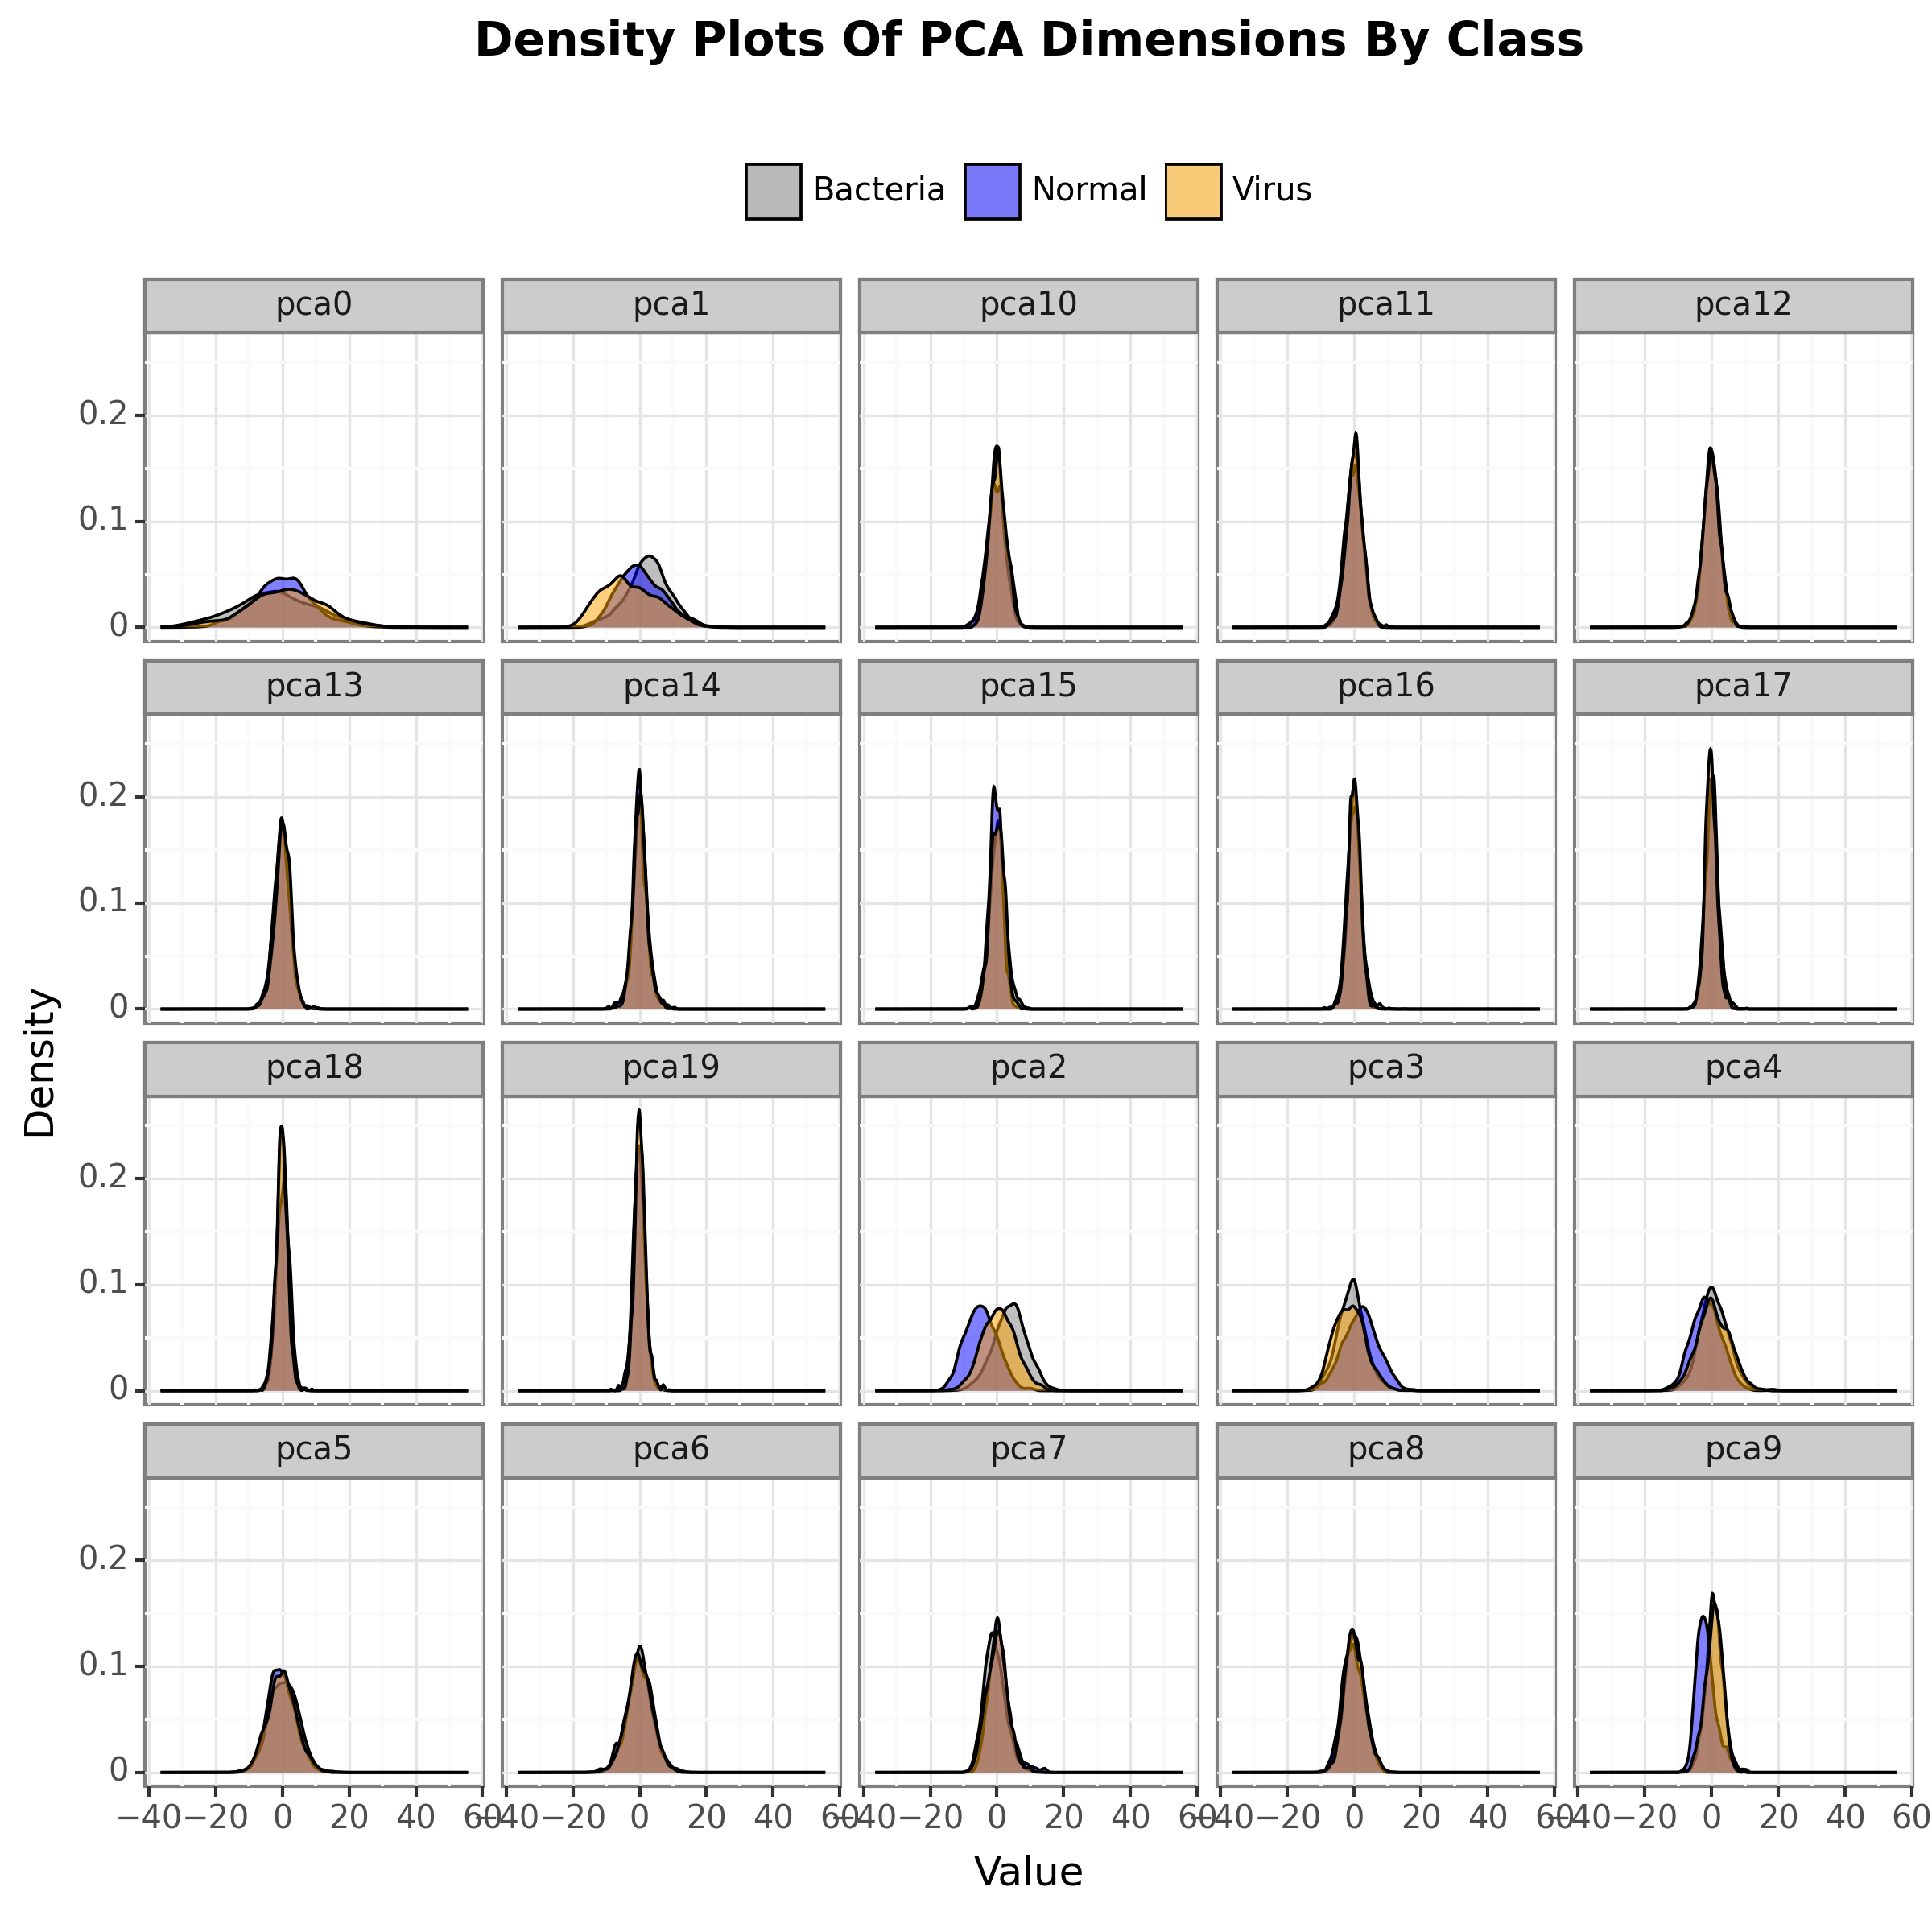 Density Plots Of PCA Dimensions By Class
Bacteria Normal Virus
pca0 pca1 pca10 pca11 pca12
0.2
0.1
0
pca13 pca14 pca15 pca16 pca17
0.2
0.1
0
Density
pca18 pca19 pca2 pca3 pca4
0.2
0.1
0
pca5 pca6 pca7 pca8 pca9
0.2
0.1
0
−40 −20 0 20 40 60 −40 −20 0 20 40 60 −40 −20 0 20 40 60 −40 −20 0 20 40 60 −40 −20 0 20 40 60
Value